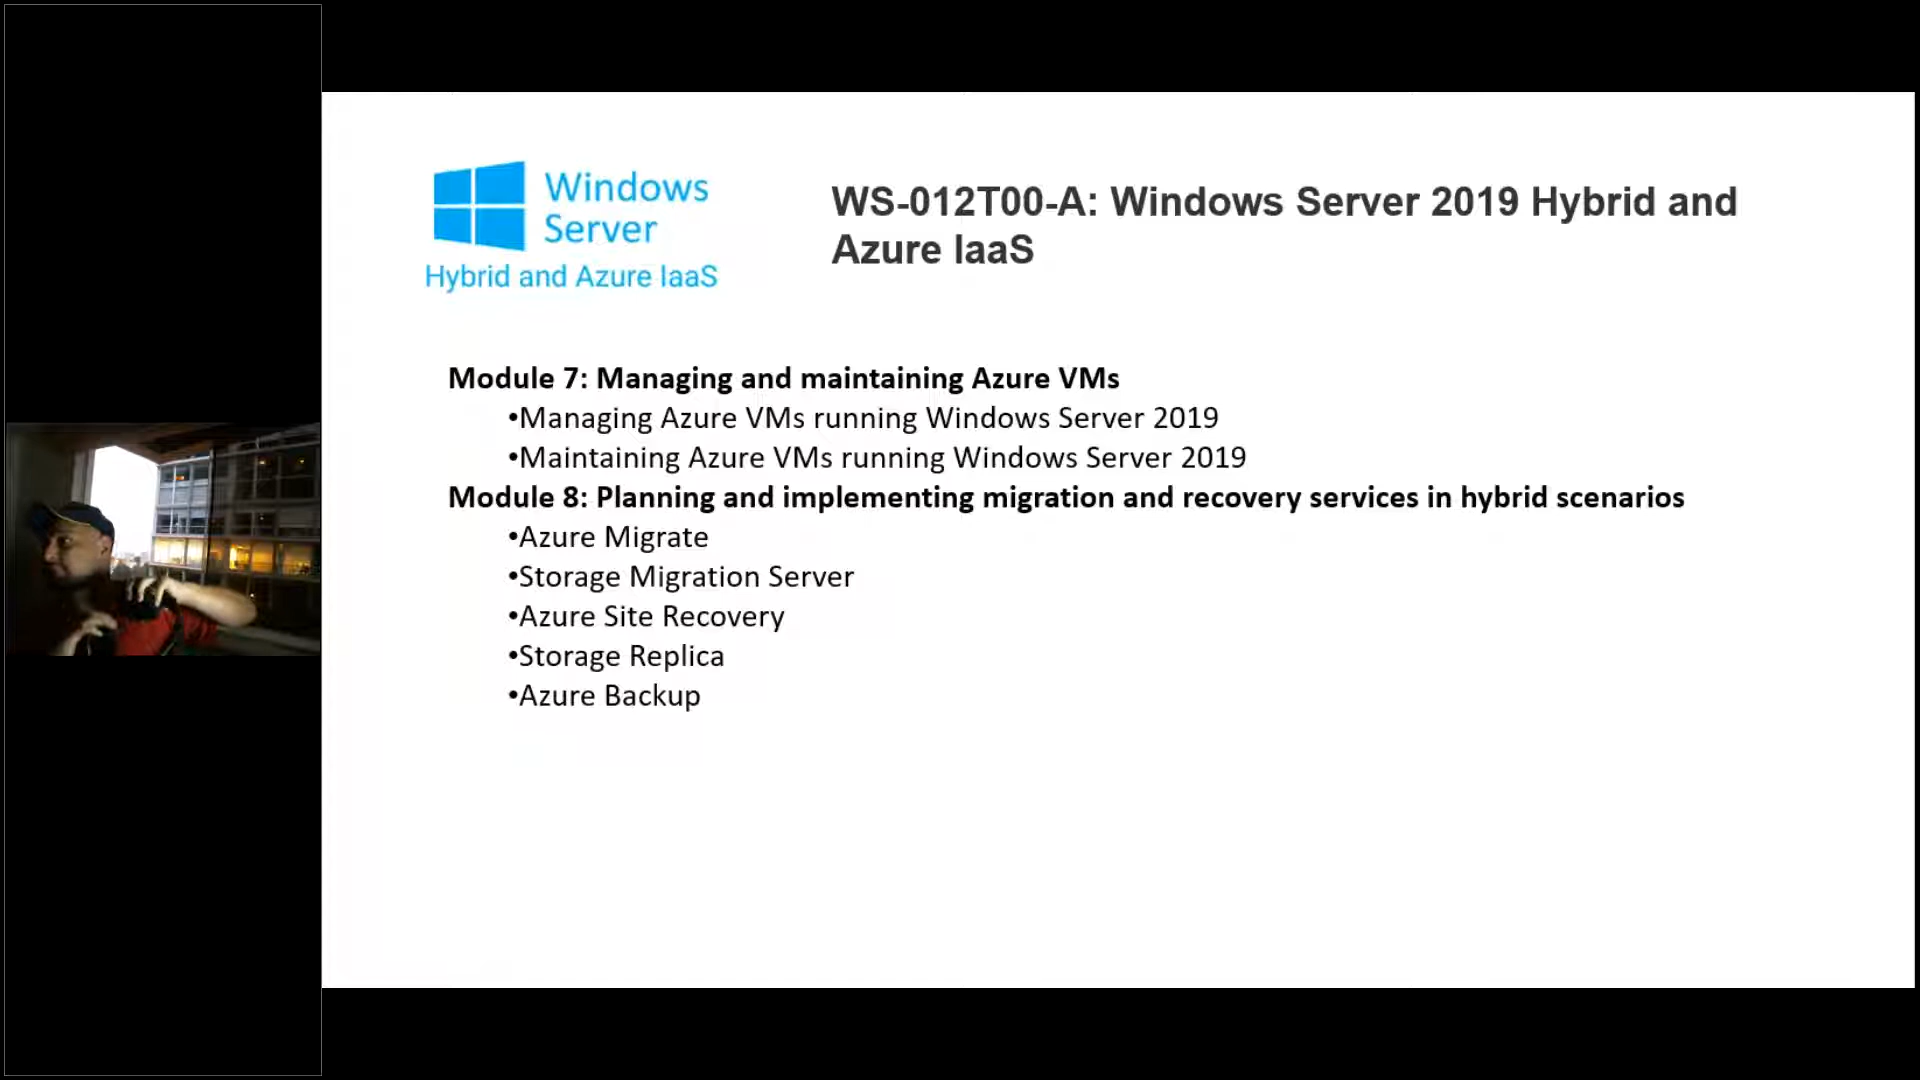 Windows
Server
Hybrid and Azure IaaS
WS-012T00-A: Windows Server 2019 Hybrid and
Azure IaaS
Module 7: Managing and maintaining Azure VMs
•Managing Azure VMs running Windows Server 2019
•Maintaining Azure VMs running Windows Server 2019
Module 8: Planning and implementing migration and recovery services in hybrid scenarios
•Azure Migrate
•Storage Migration Server
•Azure Site Recovery
•Storage Replica
•Azure Backup